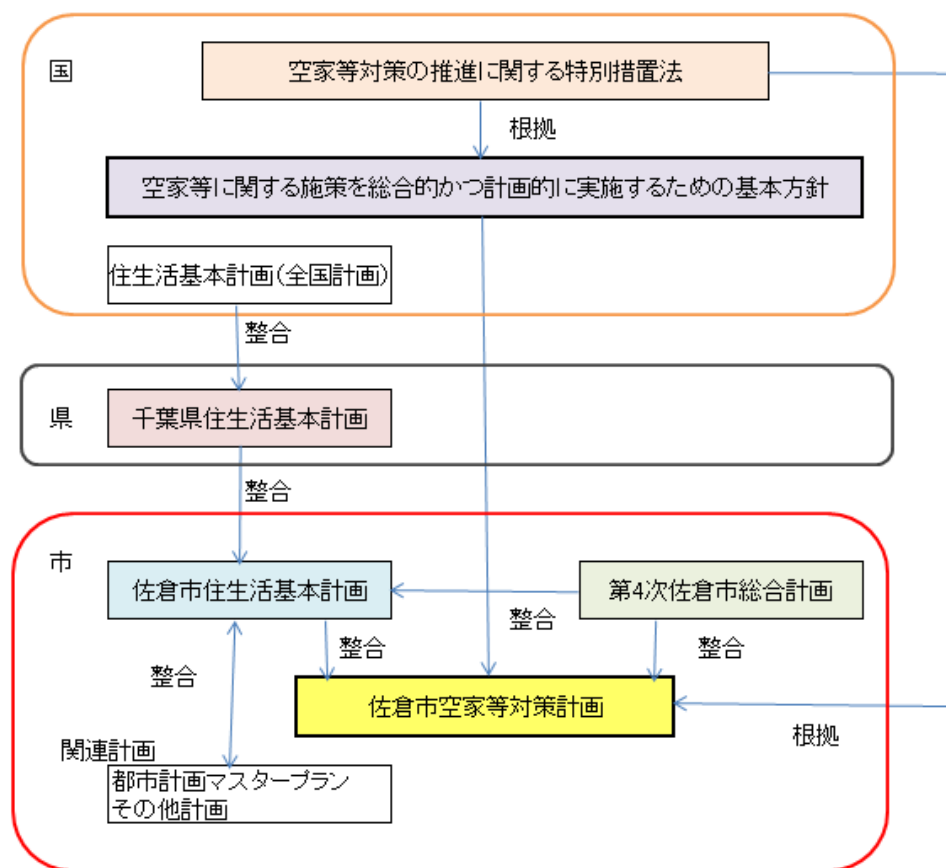 国
空家等対策の推進に関する特別措置法
根拠
空家等に関する施策を総合的かつ計画的に実施するための基本方針
住生活基本計画(全国計画)
整合
県
千葉県住生活基本計画
整合
市
佐倉市住生活基本計画
第4次佐倉市総合計画
整合
整合
整合
整合
佐倉市空家等対策計画
根拠
関連計画
都市計画マスタープラン
その他計画